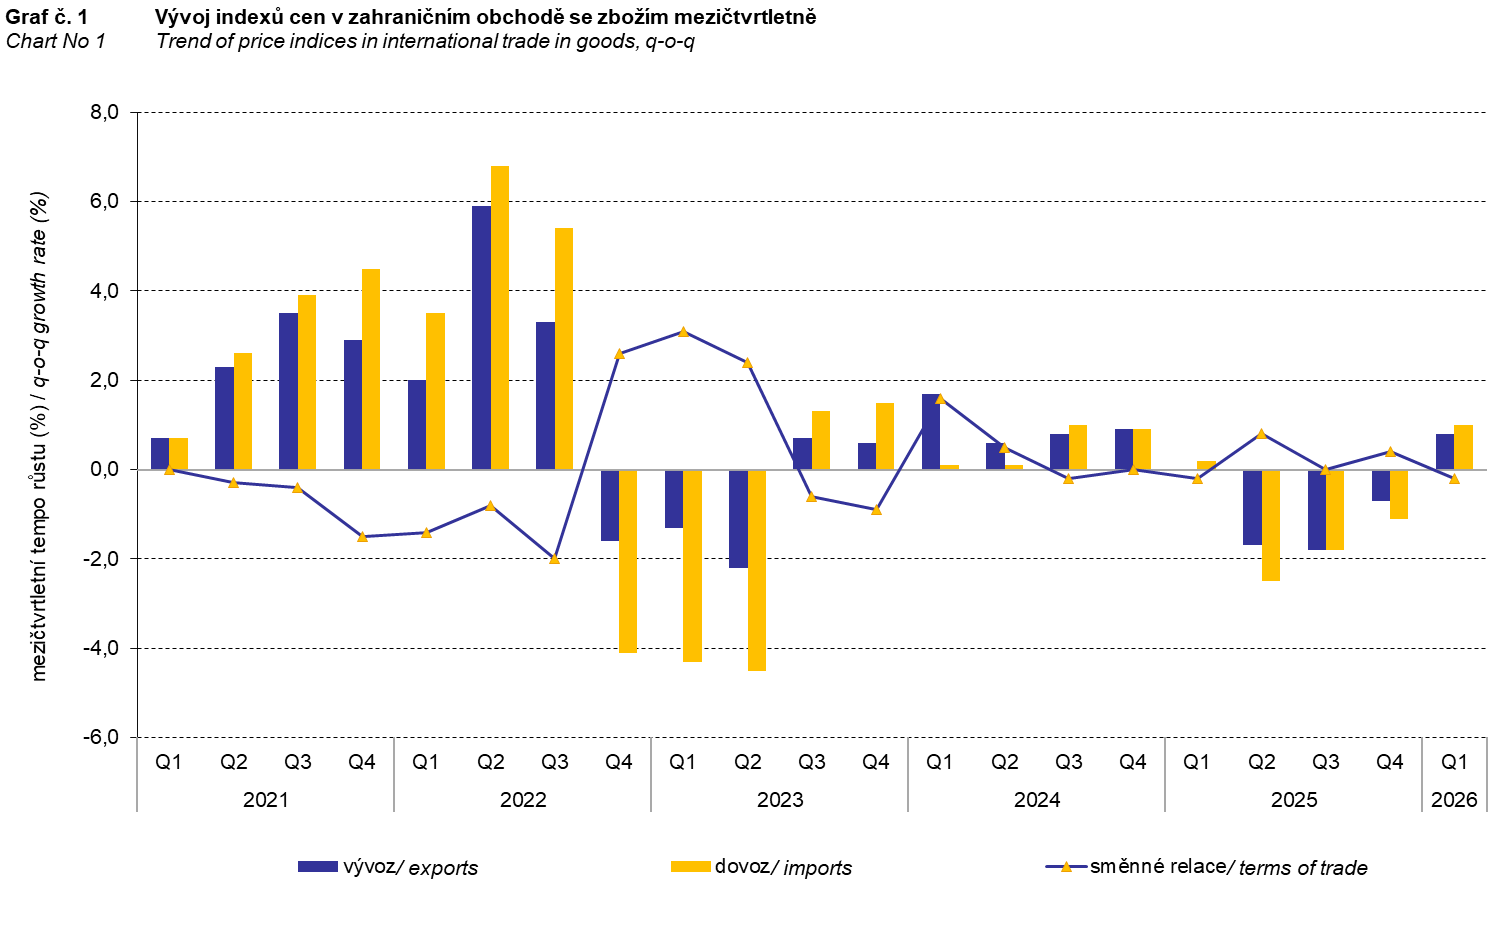 Graf č. 1 Vývoj indexů cen v zahraničním obchodě se zbožím mezičtvrtletně
Chart No 1 Trend of price indices in international trade in goods, q-o-q
8,0
6,0
4,0
2,0
0,0
-2,0
-4,0
-6,0
mezičtvrtletní tempo růstu (%) / q-o-q growth rate (%)
Q1 Q2 Q3 Q4 Q1 Q2 Q3 Q4 Q1 Q2 Q3 Q4 Q1 Q2 Q3 Q4 Q1 Q2 Q3 Q4 Q1
2021 2022 2023 2024 2025 2026
vývoz/ exports dovoz/ imports směnné relace/ terms of trade